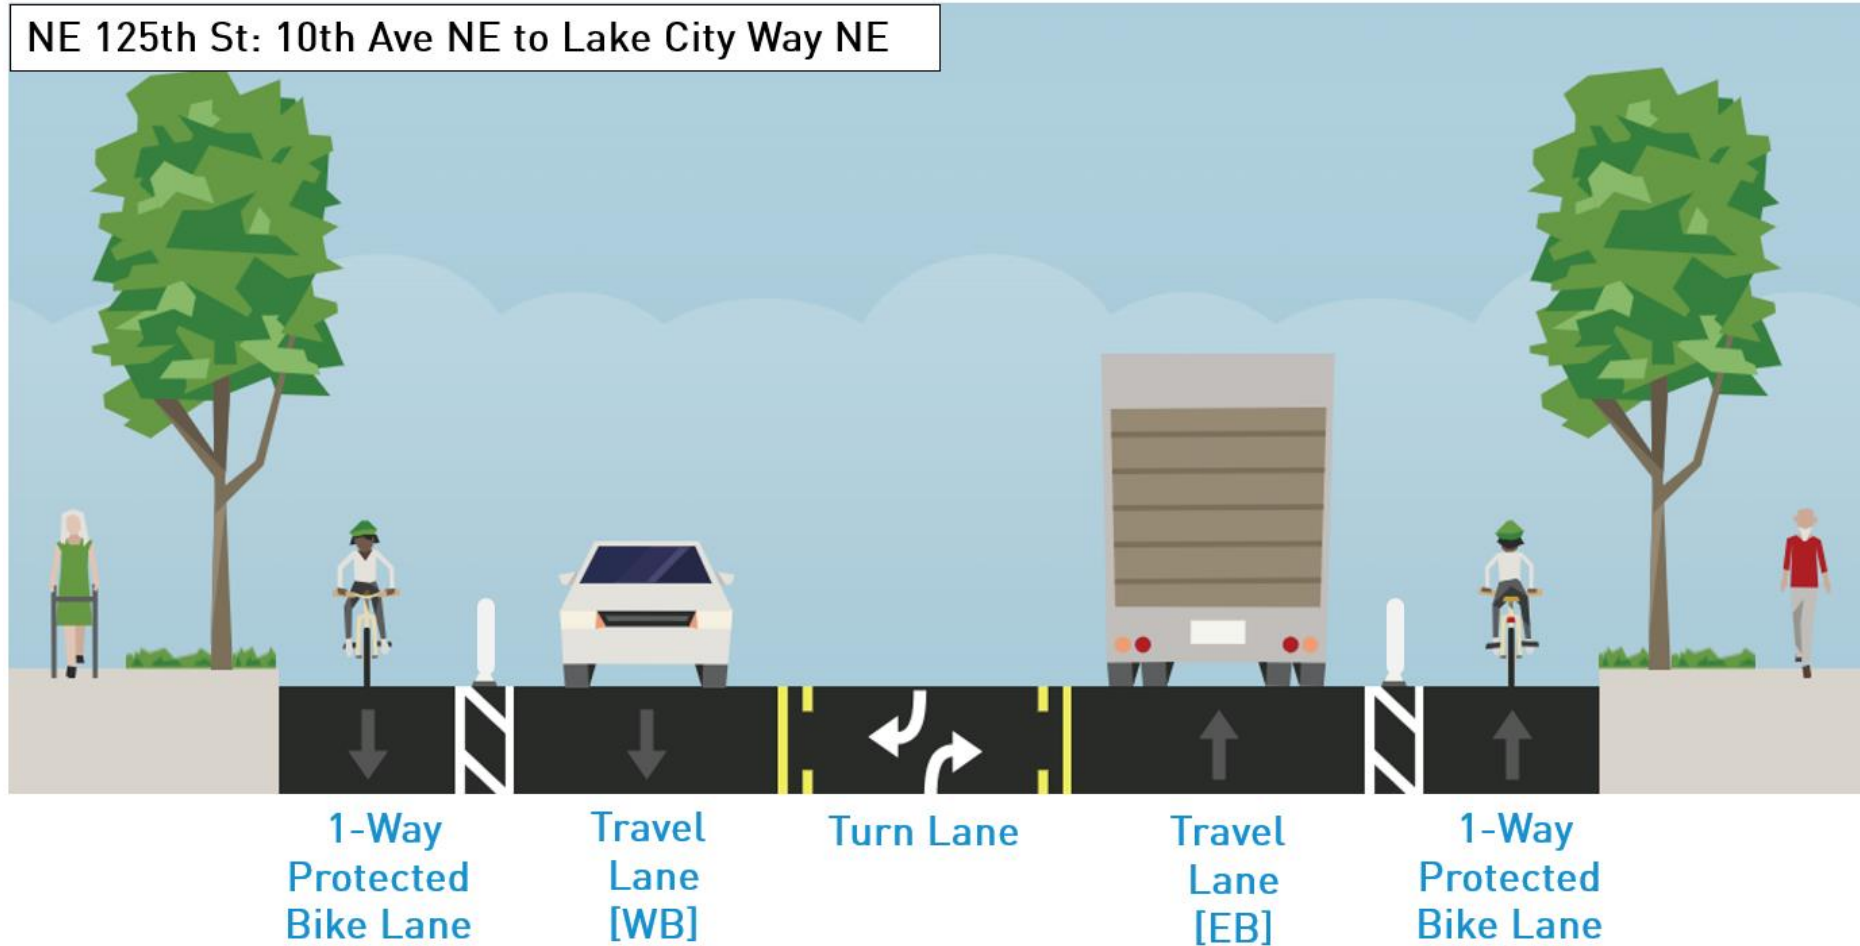 NE 125th St: 10th Ave NE to Lake City Way NE
1-Way
Protected
Bike Lane
Travel
Lane
[WB]
Turn Lane
Travel
Lane
[EB]
1-Way
Protected
Bike Lane